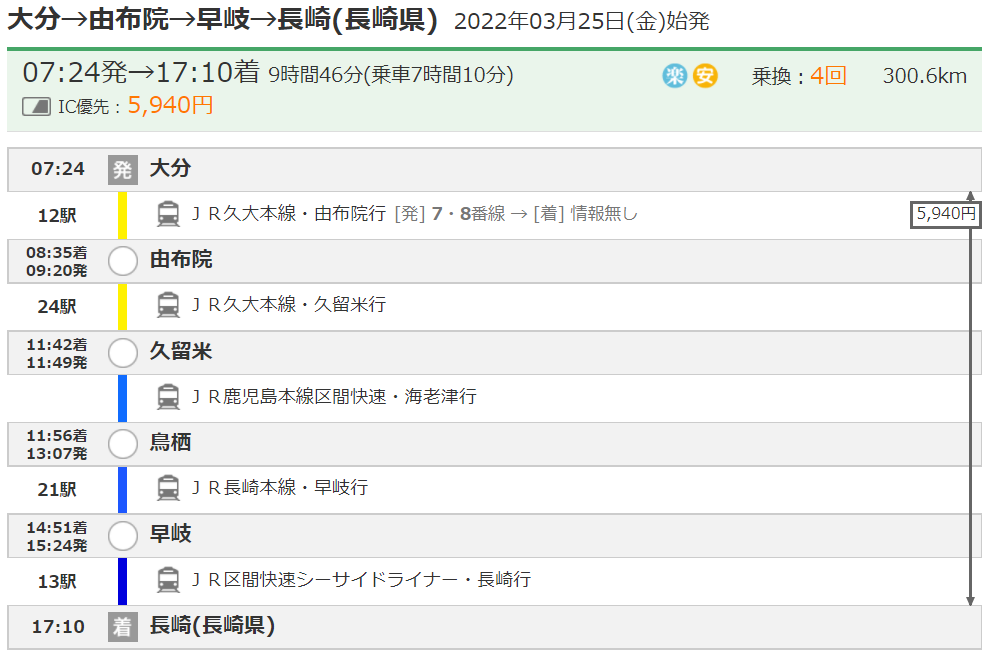 大分→由布院→早岐→長崎(長崎県) 2022年03月25日(金)始発
07:24発→17:10着 9時間46分(乗車7時間10分) 楽 安 乗換：4回 300.6km
IC優先：5,940円
07:24 発 大分
12駅 ＪＲ久大本線・由布院行 [発] 7・8番線 → [着] 情報無し 5,940円
08:35着
09:20発 由布院
24駅 ＪＲ久大本線・久留米行
11:42着
11:49発 久留米
ＪＲ鹿児島本線区間快速・海老津行
11:56着
13:07発 鳥栖
21駅 ＪＲ長崎本線・早岐行
14:51着
15:24発 早岐
13駅 ＪＲ区間快速シーサイドライナー・長崎行
17:10 着 長崎(長崎県)